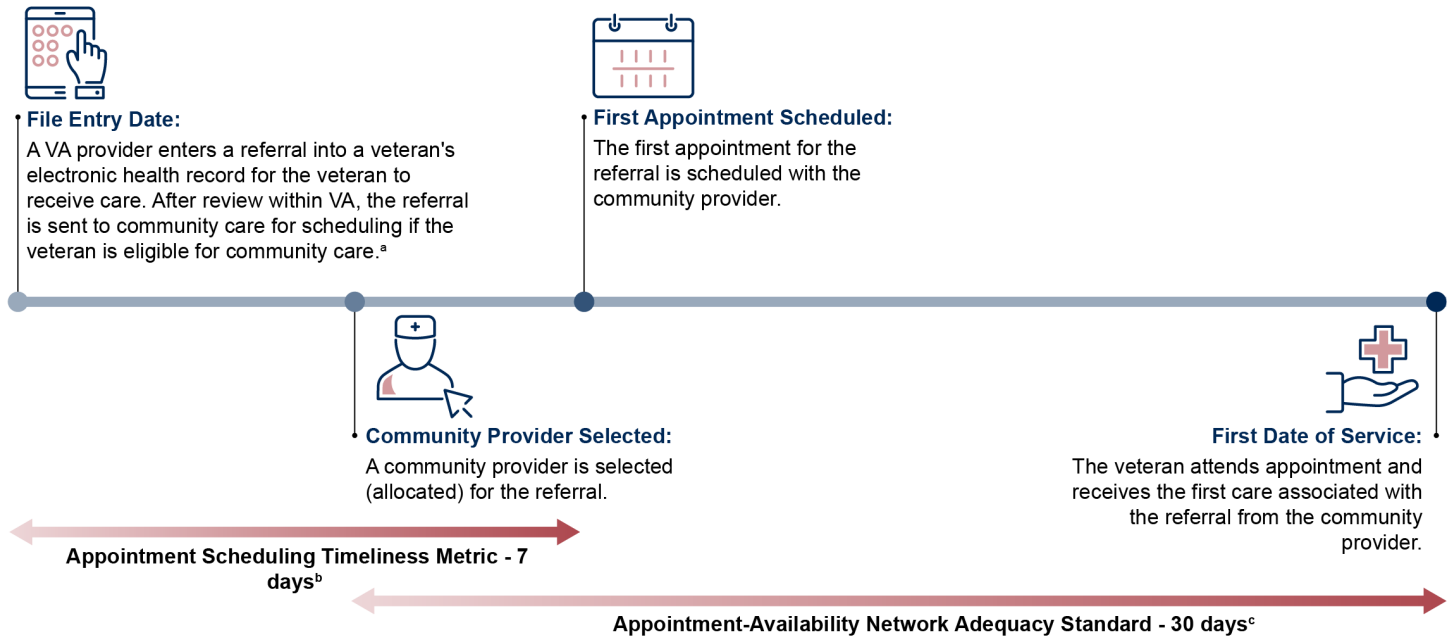 File Entry Date:
A VA provider enters a referral into a veteran's
electronic health record for the veteran to
receive care. After review within VA, the referral
is sent to community care for scheduling if the
veteran is eligible for community care.ᵃ
First Appointment Scheduled:
The first appointment for the
referral is scheduled with the
community provider.
Community Provider Selected:
A community provider is selected
(allocated) for the referral.
First Date of Service:
The veteran attends appointment and
receives the first care associated with
the referral from the community
provider.
Appointment Scheduling Timeliness Metric - 7
daysᵇ
Appointment-Availability Network Adequacy Standard - 30 daysᶜ